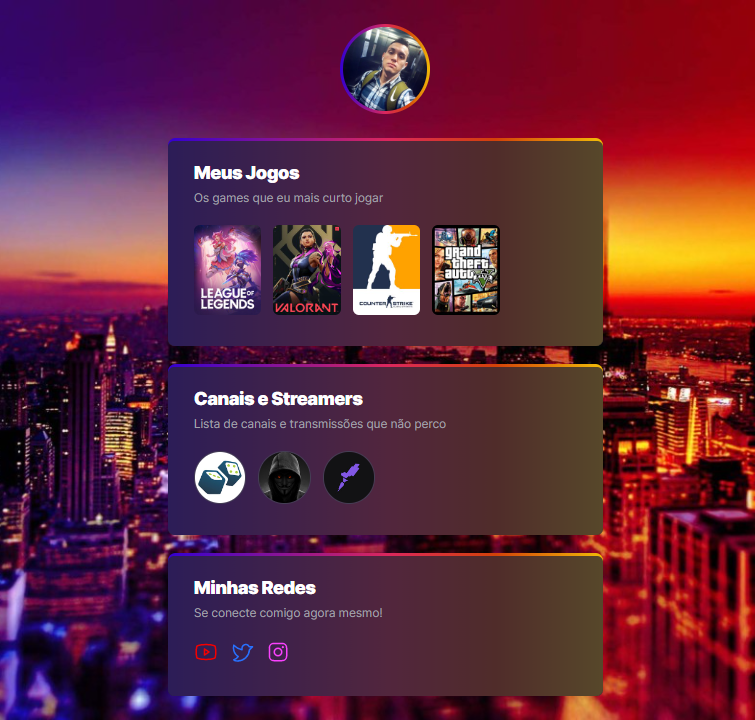 Meus Jogos
Os games que eu mais curto jogar
LEAGUE OF
LEGENDS
VALORANT
COUNTER STRIKE
grand
theft
auto V
FIVE
Canais e Streamers
Lista de canais e transmissões que não perco
Minhas Redes
Se conecte comigo agora mesmo!